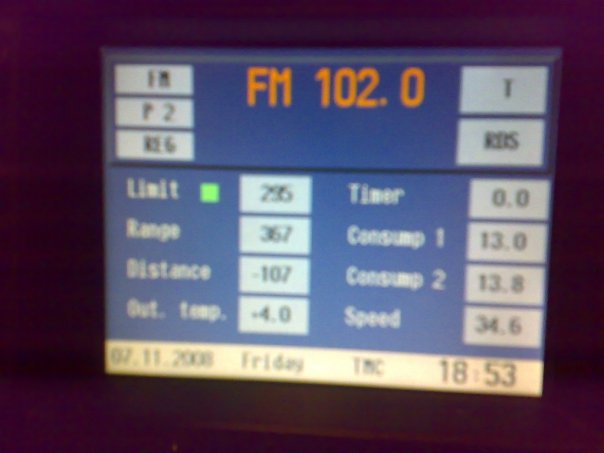 FM
FM 102.0
T
P 2
REG
RDS
Limit 295 Timer 0.0
Range 367 Consump 1 13.0
Distance -107 Consump 2 13.8
Out. temp. +4.0 Speed 34.6
07.11.2008 Friday TMC 18:53